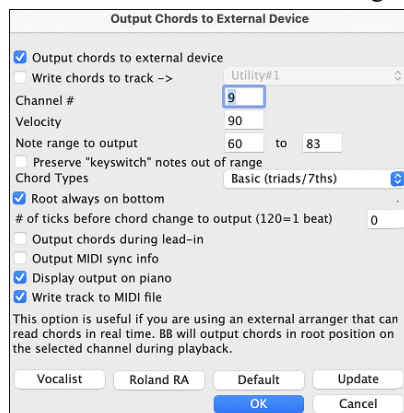 Output Chords to External Device
Output chords to external device
Write chords to track -> Utility#1
Channel # 9
Velocity 90
Note range to output 60 to 83
Preserve "keyswitch" notes out of range
Chord Types Basic (triads/7ths)
Root always on bottom
# of ticks before chord change to output (120=1 beat) 0
Output chords during lead-in
Output MIDI sync info
Display output on piano
Write track to MIDI file
This option is useful if you are using an external arranger that can
read chords in real time. BB will output chords in root position on
the selected channel during playback.
Vocalist Roland RA Default Update
OK Cancel